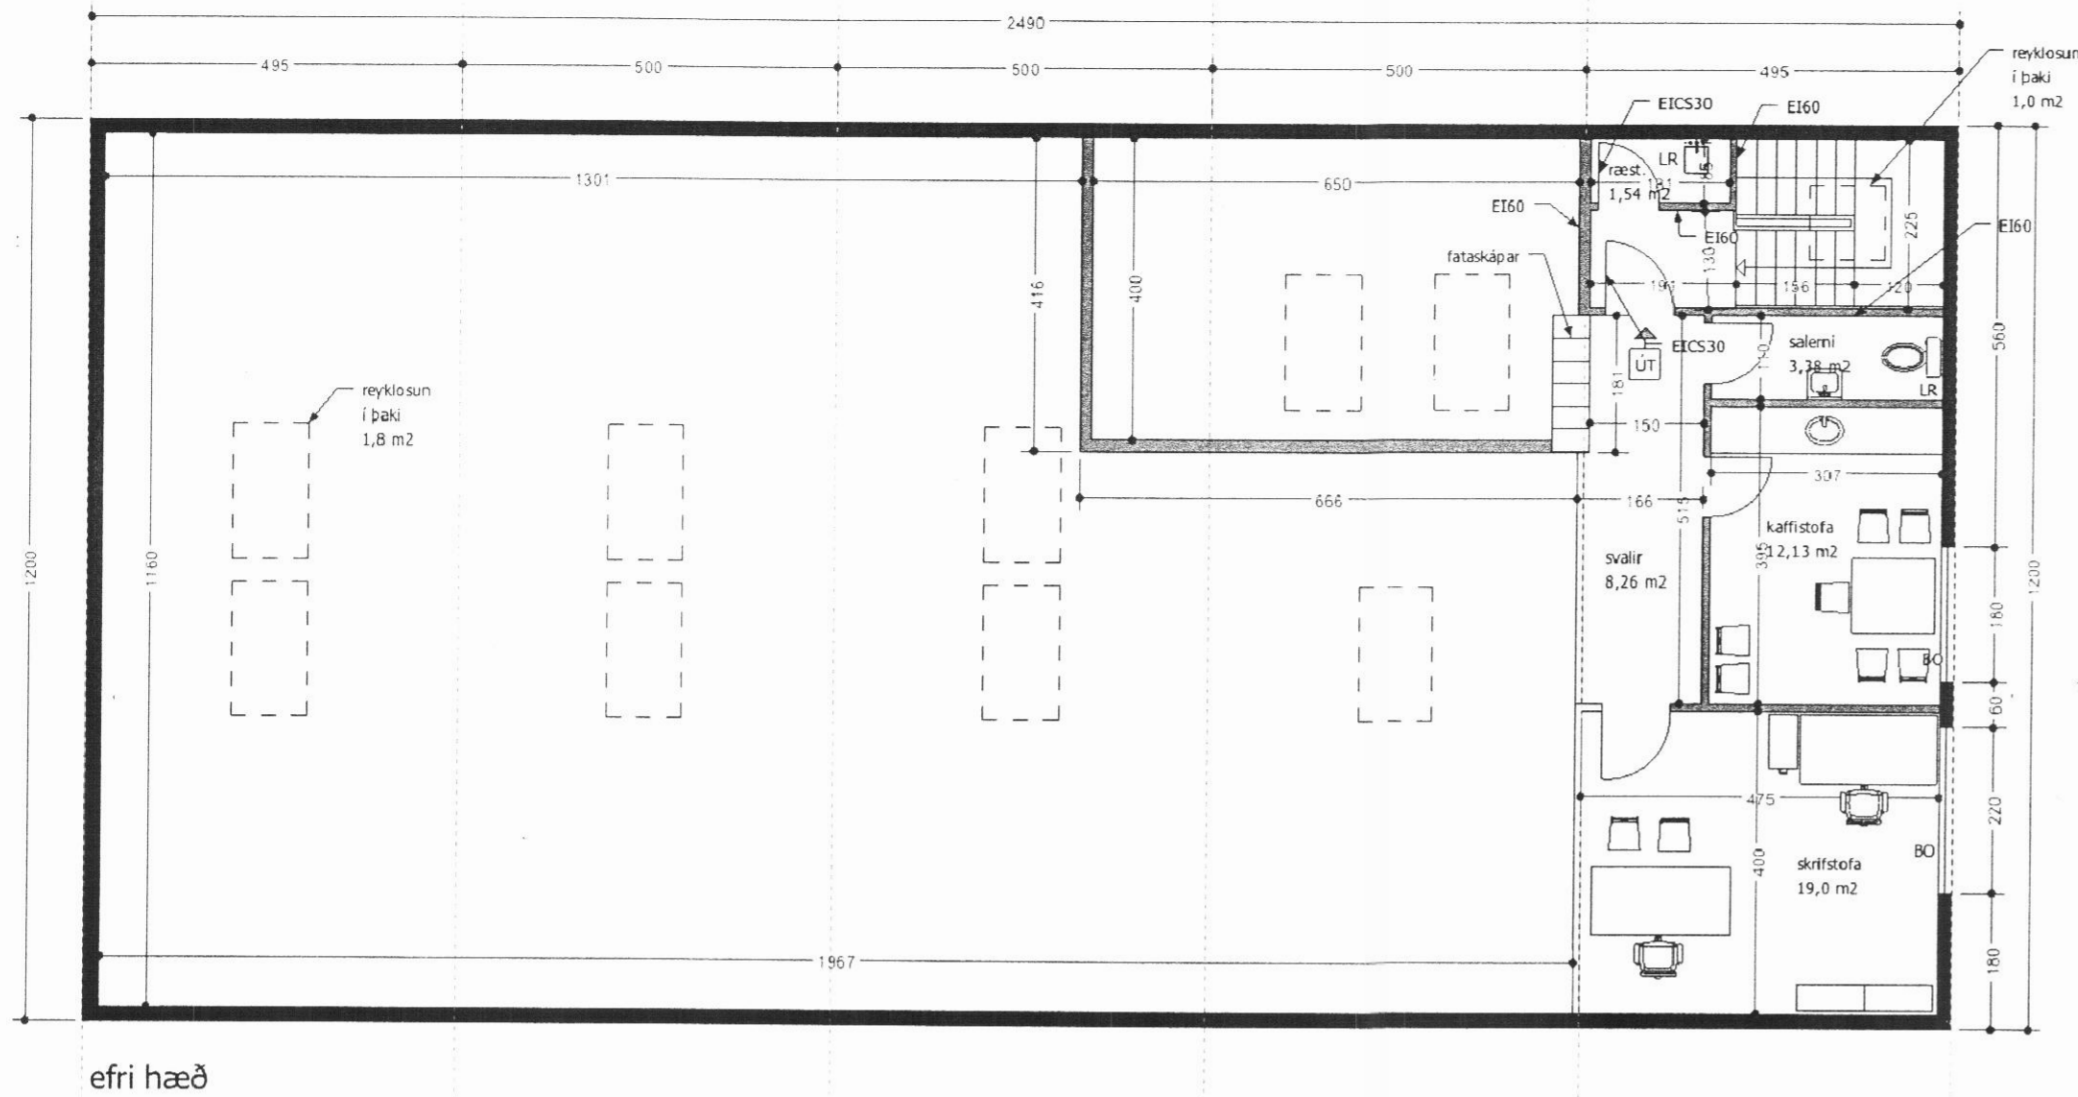 2490
495
500
500
500
495
reyklosun
í þaki
1,0 m2
EICS30
EI60
LR
ræst.
1,54 m2
181
1301
650
EI60
EI60
EI60
225
130
191
156
120
fataskápar
416
400
EICS30
ÚT
salerni
3,38 m2
LR
110
181
150
560
reyklosun
í þaki
1,8 m2
307
666
166
515
kaffistofa
12,13 m2
395
svalir
8,26 m2
1200
1160
1200
180
BO
60
475
220
BO
400
skrifstofa
19,0 m2
1967
180
efri hæð